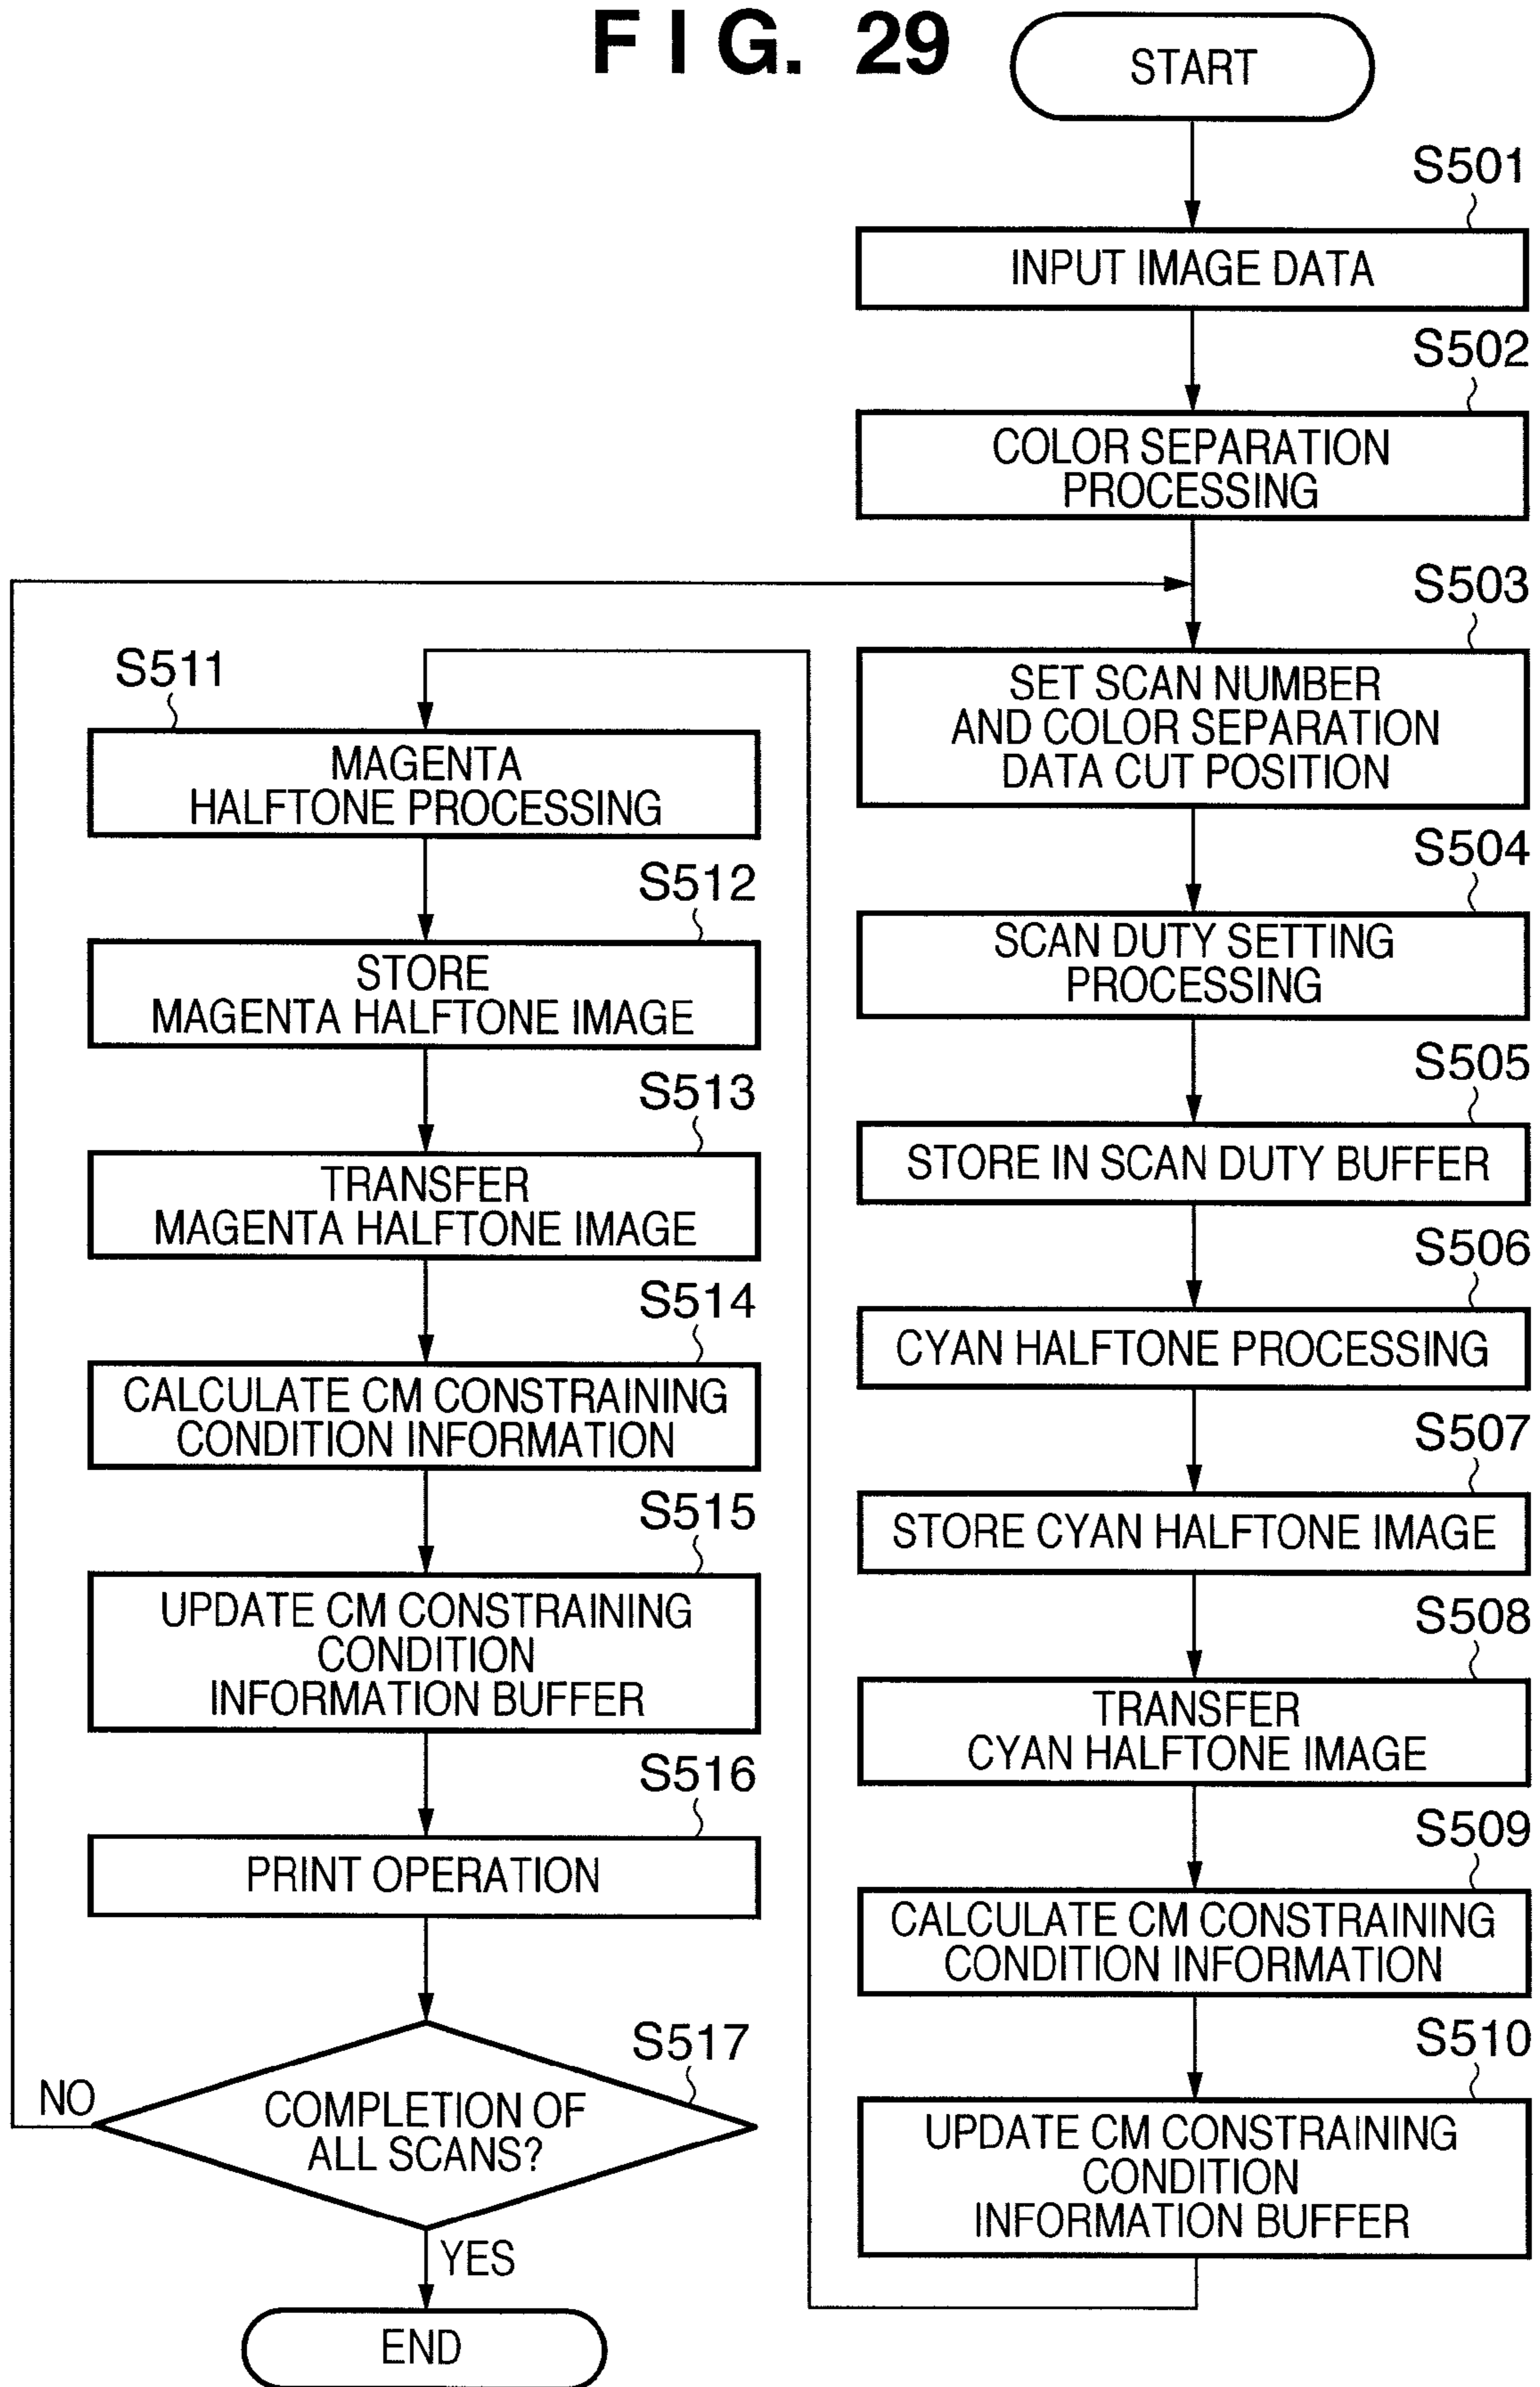 FIG. 29
START
S501
INPUT IMAGE DATA
S502
COLOR SEPARATION
PROCESSING
S503
SET SCAN NUMBER
AND COLOR SEPARATION
DATA CUT POSITION
S504
SCAN DUTY SETTING
PROCESSING
S505
STORE IN SCAN DUTY BUFFER
S506
CYAN HALFTONE PROCESSING
S507
STORE CYAN HALFTONE IMAGE
S508
TRANSFER
CYAN HALFTONE IMAGE
S509
CALCULATE CM CONSTRAINING
CONDITION INFORMATION
S510
UPDATE CM CONSTRAINING
CONDITION
INFORMATION BUFFER
S511
MAGENTA
HALFTONE PROCESSING
S512
STORE
MAGENTA HALFTONE IMAGE
S513
TRANSFER
MAGENTA HALFTONE IMAGE
S514
CALCULATE CM CONSTRAINING
CONDITION INFORMATION
S515
UPDATE CM CONSTRAINING
CONDITION
INFORMATION BUFFER
S516
PRINT OPERATION
S517
COMPLETION OF
ALL SCANS?
NO
YES
END